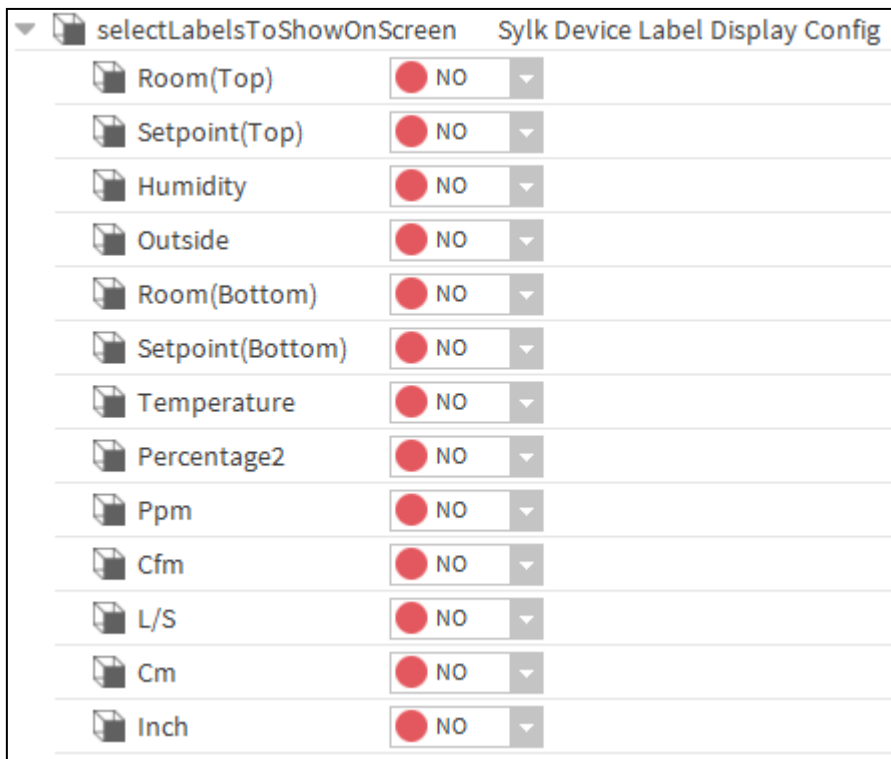 selectLabelsToShowOnScreen Sylk Device Label Display Config
Room(Top) NO
Setpoint(Top) NO
Humidity NO
Outside NO
Room(Bottom) NO
Setpoint(Bottom) NO
Temperature NO
Percentage2 NO
Ppm NO
Cfm NO
L/S NO
Cm NO
Inch NO